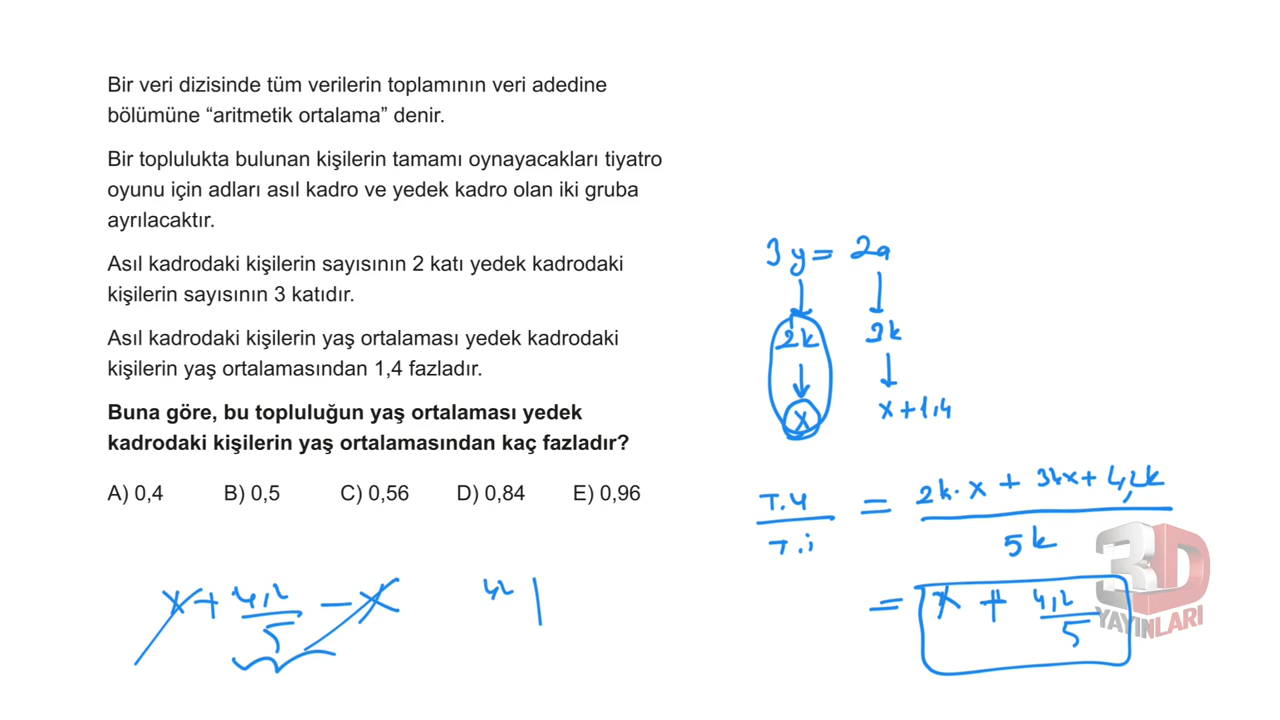 Bir veri dizisinde tüm verilerin toplamının veri adedine
bölümüne “aritmetik ortalama” denir.
Bir toplulukta bulunan kişilerin tamamı oynayacakları tiyatro
oyunu için adları asıl kadro ve yedek kadro olan iki gruba
ayrılacaktır.
Asıl kadrodaki kişilerin sayısının 2 katı yedek kadrodaki
kişilerin sayısının 3 katıdır.
Asıl kadrodaki kişilerin yaş ortalaması yedek kadrodaki
kişilerin yaş ortalamasından 1,4 fazladır.
Buna göre, bu topluluğun yaş ortalaması yedek
kadrodaki kişilerin yaş ortalamasından kaç fazladır?
A) 0,4 B) 0,5 C) 0,56 D) 0,84 E) 0,96
3y = 2a
2k 3k
x x+1,4
T.Y / T.i = 2k.x + 3kx + 4,2k / 5k
= x + 4,2 / 5
x + 4,2 / 5 - x
42
3D
YAYINLARI